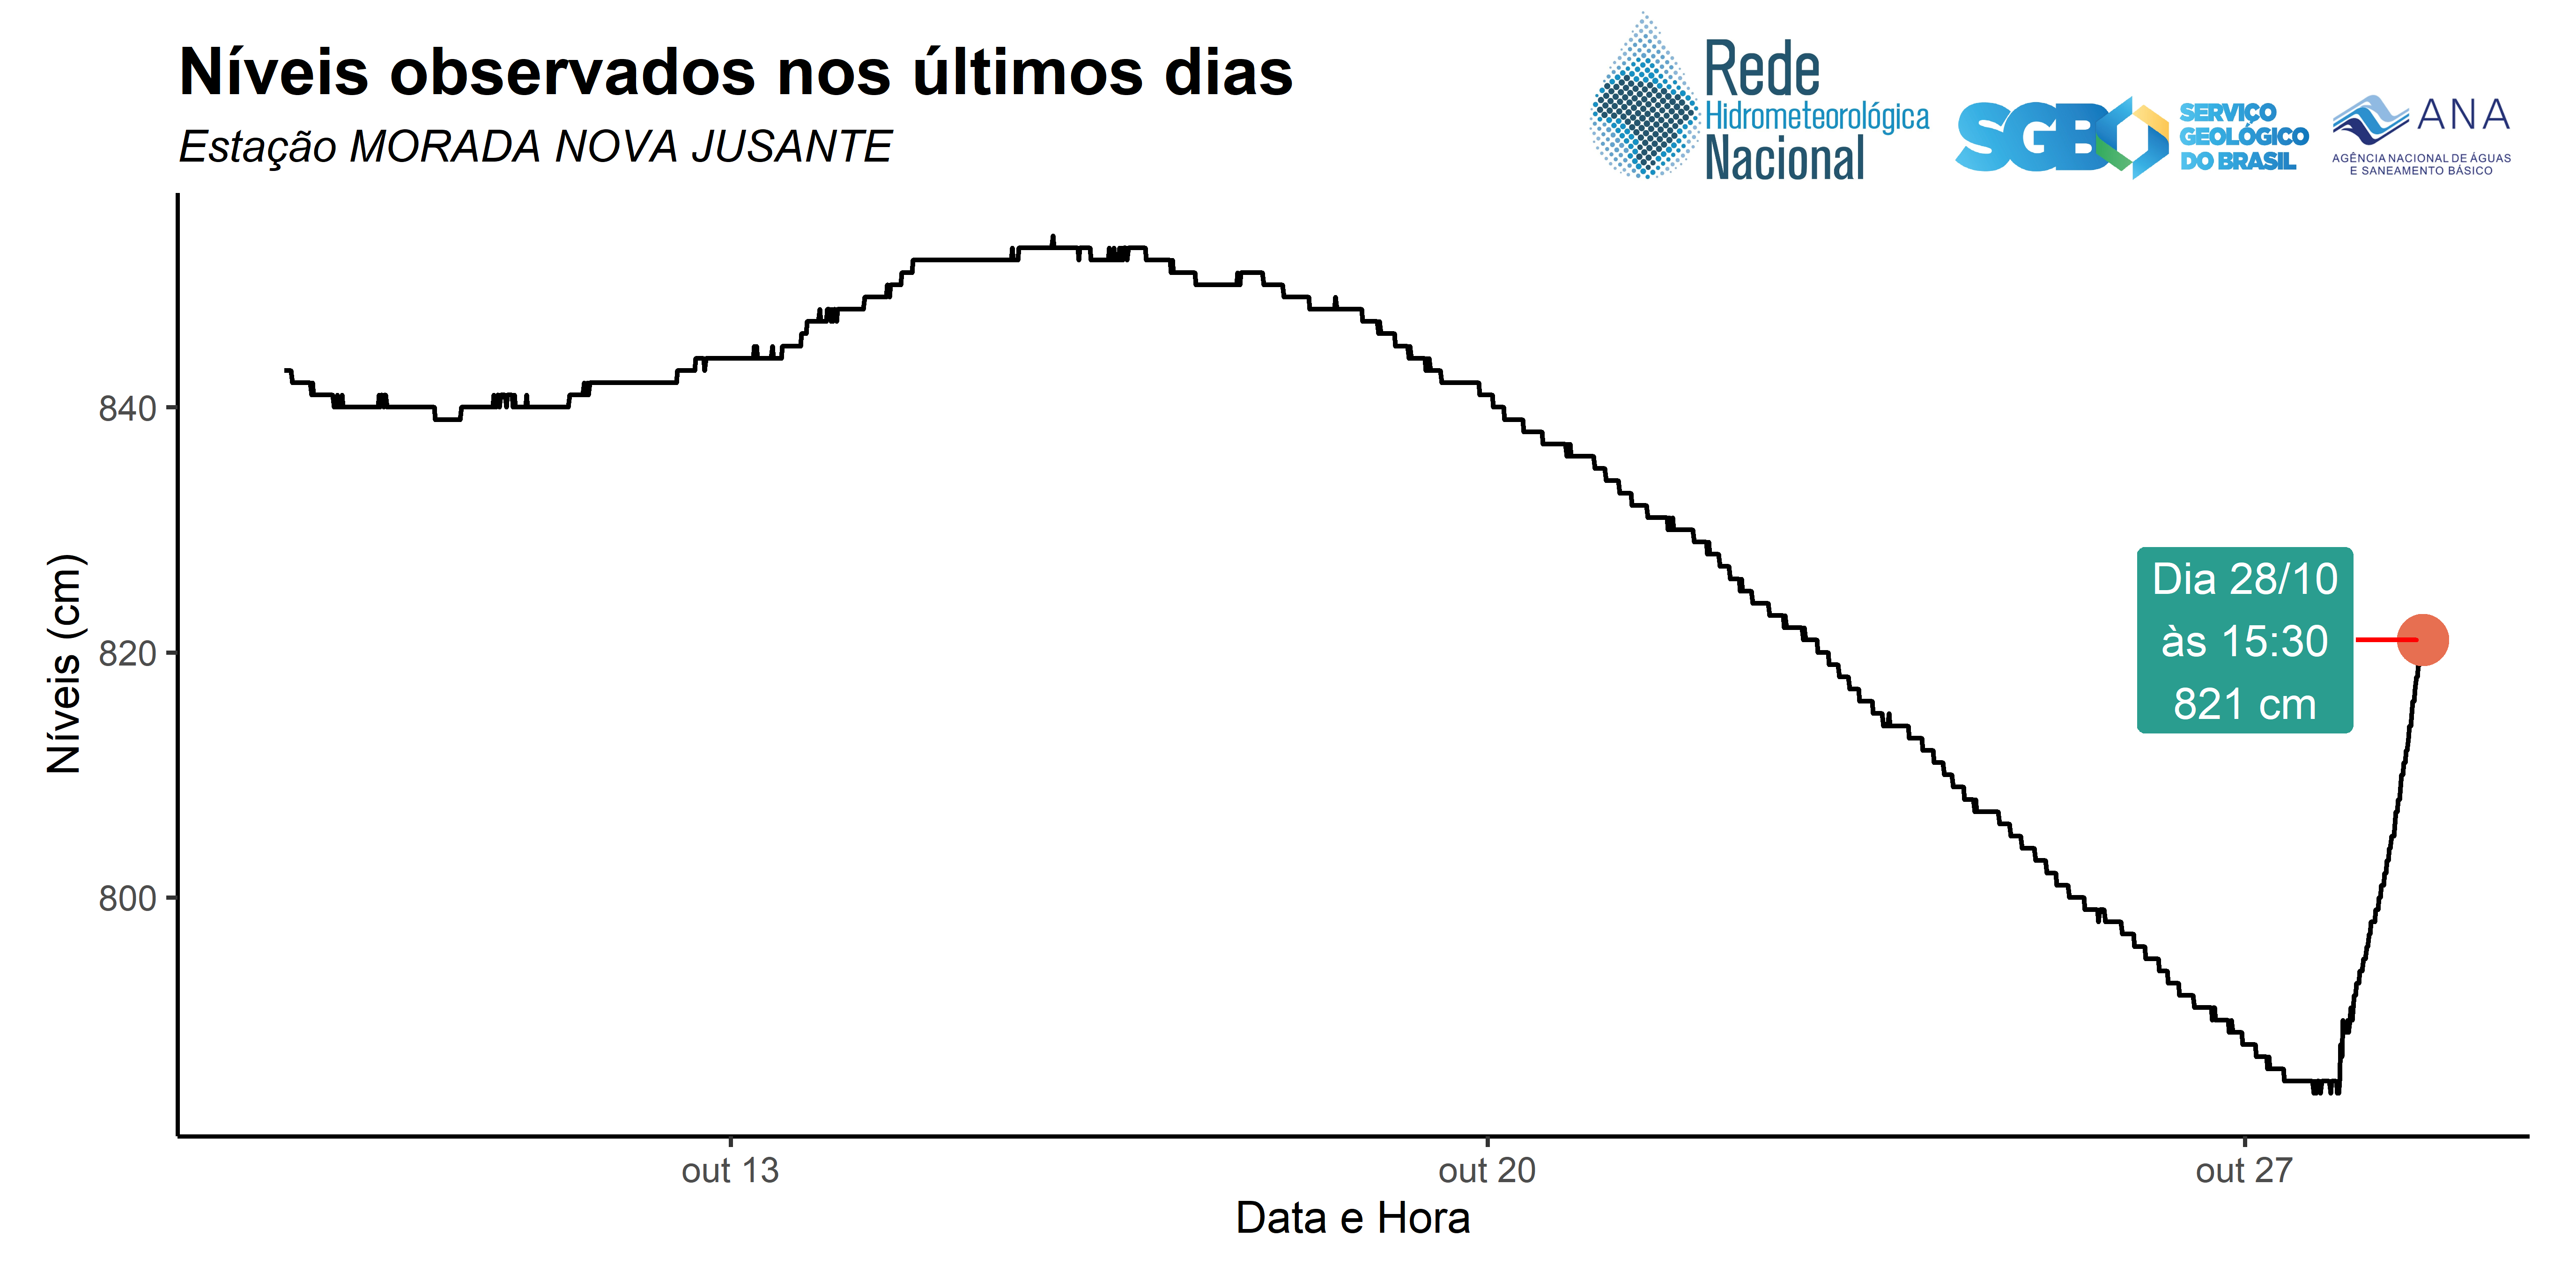 Níveis observados nos últimos dias
Estação MORADA NOVA JUSANTE
Rede
Hidrometeorológica
Nacional
SGB
SERVIÇO
GEOLÓGICO
DO BRASIL
ANA
AGÊNCIA NACIONAL DE ÁGUAS
E SANEAMENTO BÁSICO
Níveis (cm)
840
820
800
Dia 28/10
às 15:30
821 cm
out 13
out 20
out 27
Data e Hora